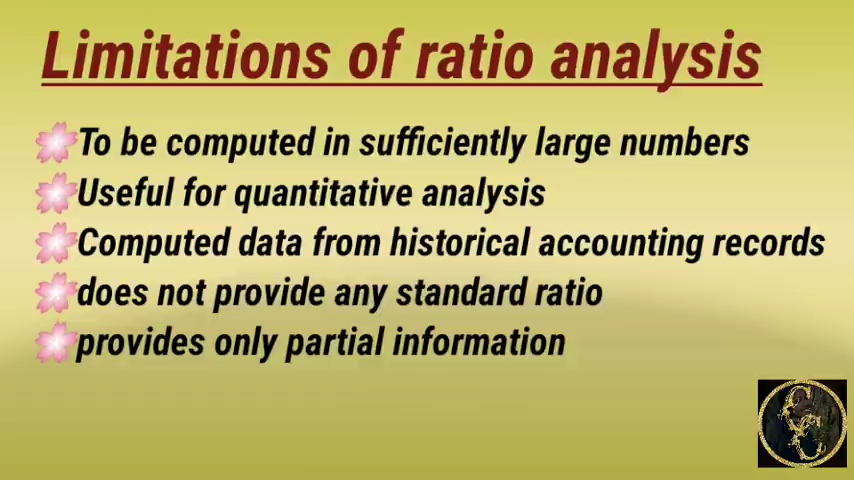 Limitations of ratio analysis
To be computed in sufficiently large numbers
Useful for quantitative analysis
Computed data from historical accounting records
does not provide any standard ratio
provides only partial information